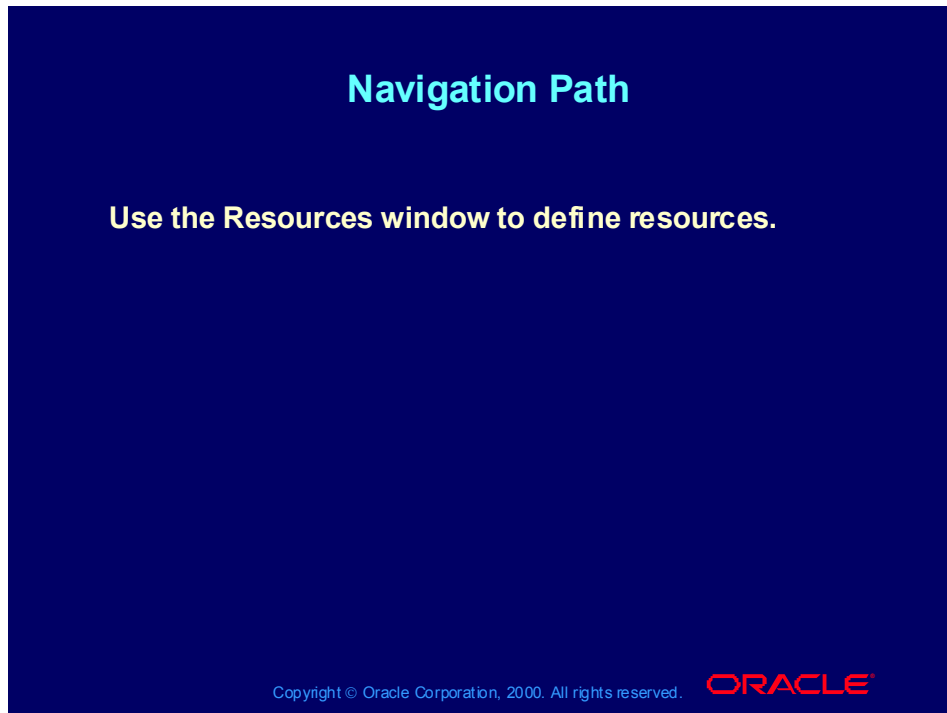 Navigation Path
Use the Resources window to define resources.
Copyright © Oracle Corporation, 2000. All rights reserved. ORACLE®